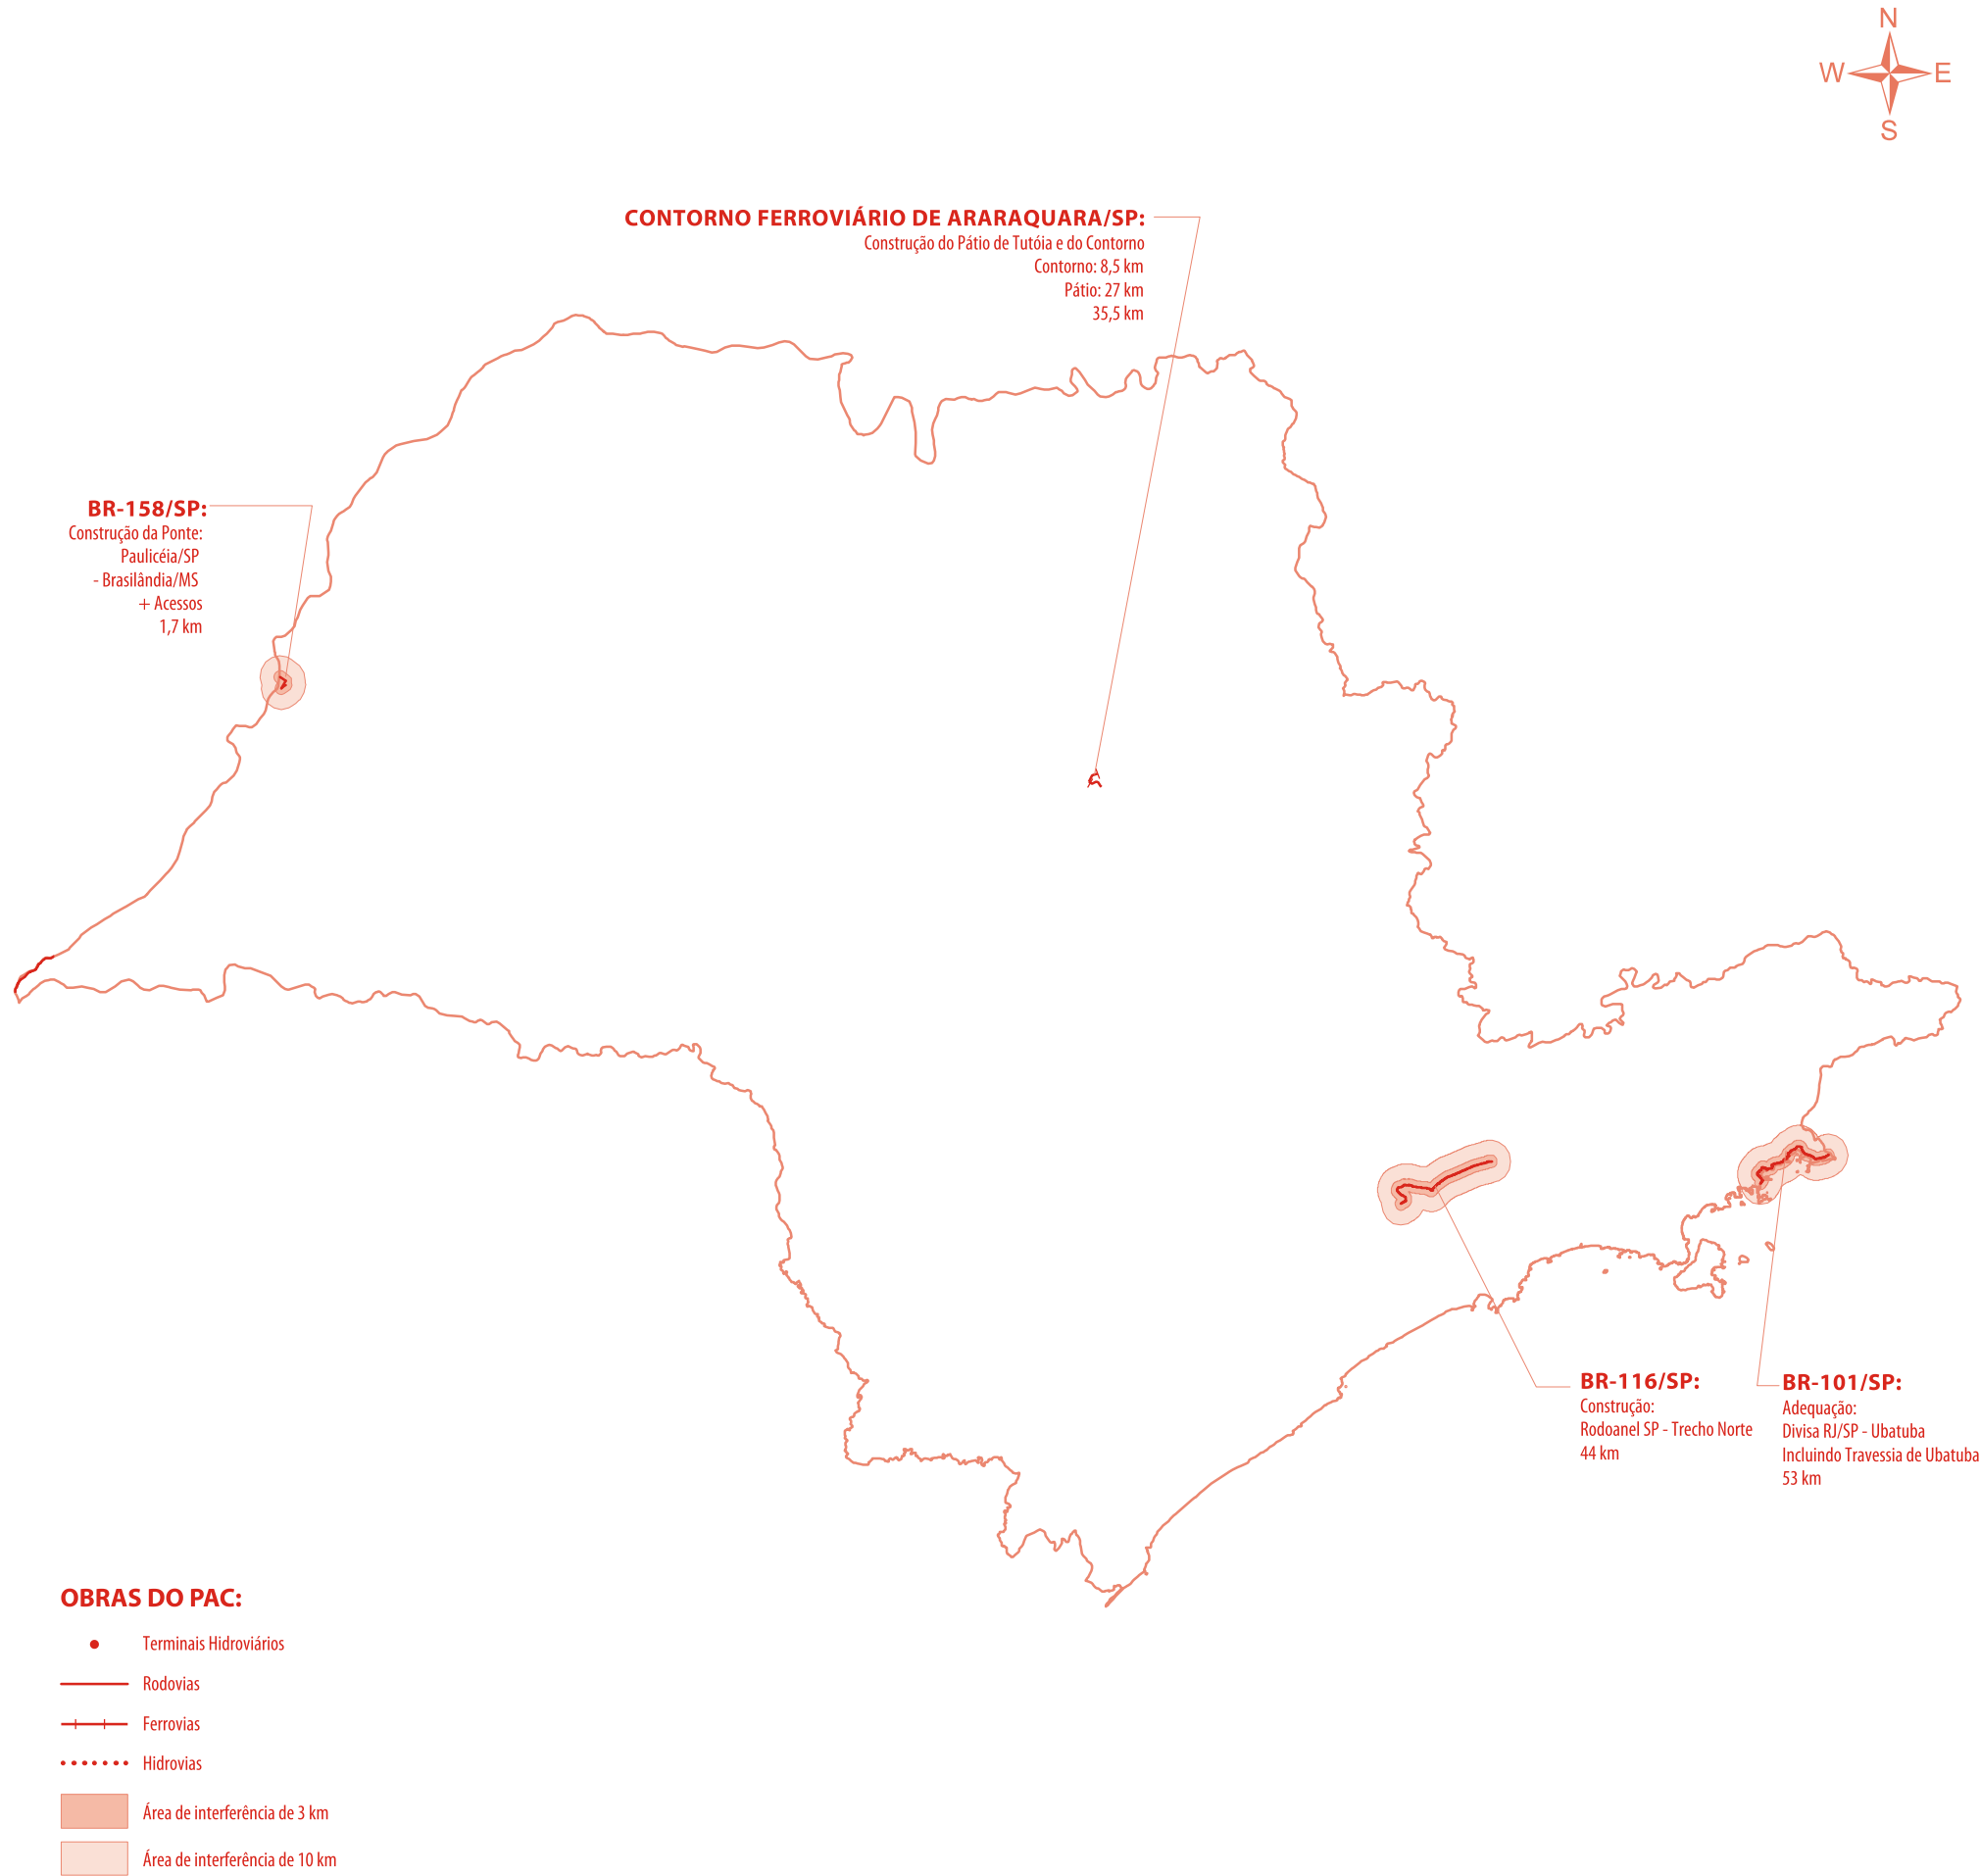 N
W E
S
CONTORNO FERROVIÁRIO DE ARARAQUARA/SP:
Construção do Pátio de Tutóia e do Contorno
Contorno: 8,5 km
Pátio: 27 km
35,5 km
BR-158/SP:
Construção da Ponte:
Paulicéia/SP
- Brasilândia/MS
+ Acessos
1,7 km
BR-116/SP:
Construção:
Rodoanel SP - Trecho Norte
44 km
BR-101/SP:
Adequação:
Divisa RJ/SP - Ubatuba
Incluindo Travessia de Ubatuba
53 km
OBRAS DO PAC:
Terminais Hidroviários
Rodovias
Ferrovias
Hidrovias
Área de interferência de 3 km
Área de interferência de 10 km